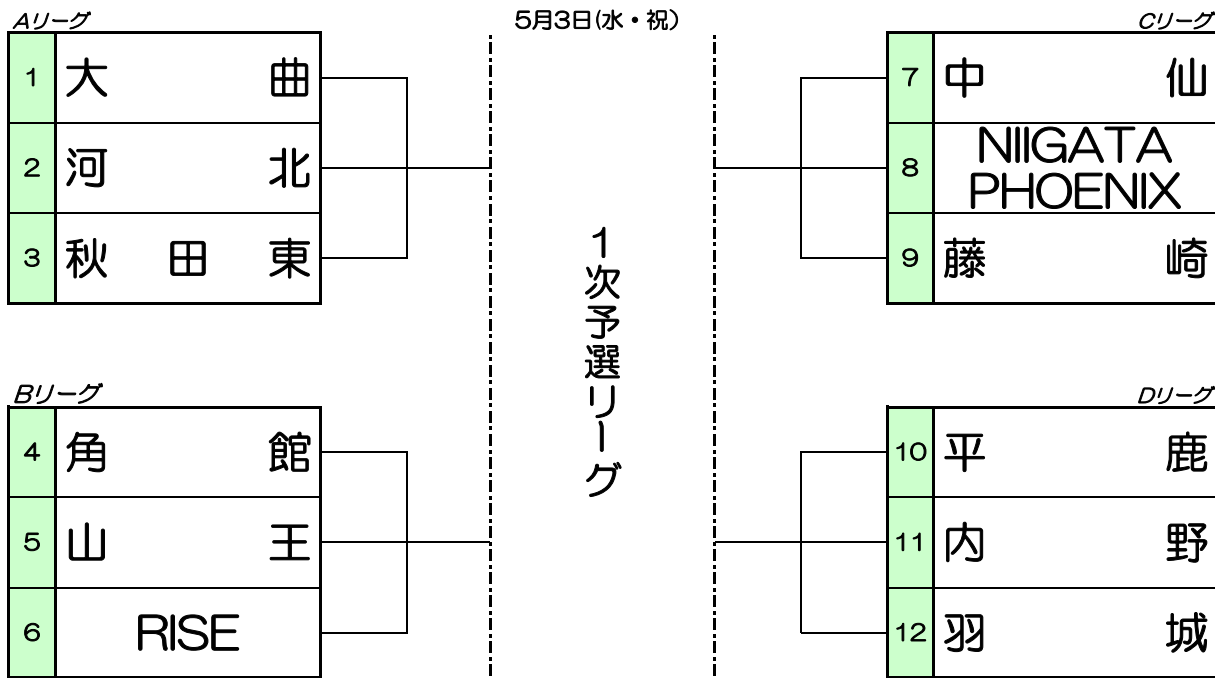 5月3日(水・祝)
Aリーグ
1 大曲
2 河北
3 秋田東
Bリーグ
4 角館
5 山王
6 RISE
1次予選リーグ
Cリーグ
7 中仙
8 NIIGATA
PHOENIX
9 藤崎
Dリーグ
10 平鹿
11 内野
12 羽城